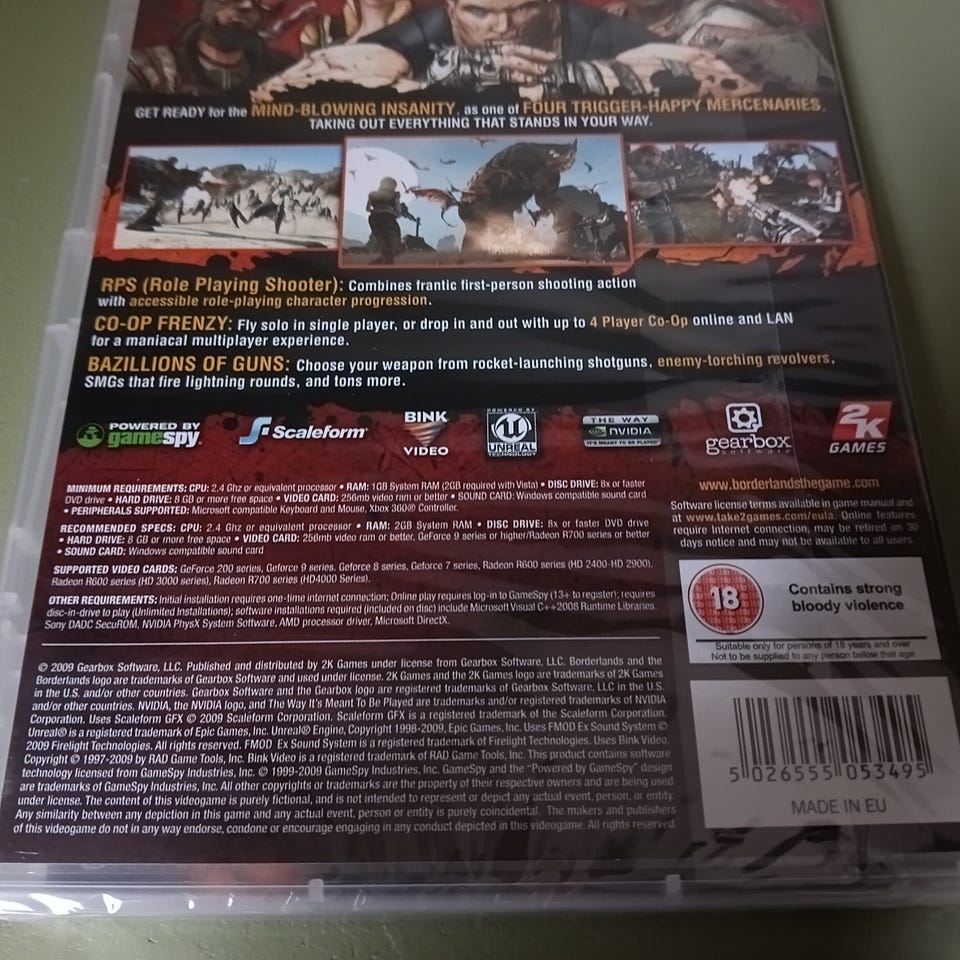 GET READY for the MIND-BLOWING INSANITY, as one of FOUR TRIGGER-HAPPY MERCENARIES,
TAKING OUT EVERYTHING THAT STANDS IN YOUR WAY.
RPS (Role Playing Shooter): Combines frantic first-person shooting action
with accessible role-playing character progression.
CO-OP FRENZY: Fly solo in single player, or drop in and out with up to 4 Player Co-Op online and LAN
for a maniacal multiplayer experience.
BAZILLIONS OF GUNS: Choose your weapon from rocket-launching shotguns, enemy-torching revolvers,
SMGs that fire lightning rounds, and tons more.
POWERED BY
gamespy
Scaleform
BINK
VIDEO
POWERED BY
UNREAL
TECHNOLOGY
THE WAY
NVIDIA
IT'S MEANT TO BE PLAYED
gearbox
software
2K
GAMES
MINIMUM REQUIREMENTS: CPU: 2.4 Ghz or equivalent processor • RAM: 1GB System RAM (2GB required with Vista) • DISC DRIVE: 8x or faster
DVD drive • HARD DRIVE: 8 GB or more free space • VIDEO CARD: 256mb video ram or better • SOUND CARD: Windows compatible sound card
• PERIPHERALS SUPPORTED: Microsoft compatible Keyboard and Mouse, Xbox 360® Controller.
RECOMMENDED SPECS: CPU: 2.4 Ghz or equivalent processor • RAM: 2GB System RAM • DISC DRIVE: 8x or faster DVD drive
• HARD DRIVE: 8 GB or more free space • VIDEO CARD: 256mb video ram or better, GeForce 9 series or higher/Radeon R700 series or better
• SOUND CARD: Windows compatible sound card
SUPPORTED VIDEO CARDS: GeForce 200 series, Geforce 9 series, Geforce 8 series, Geforce 7 series, Radeon R600 series (HD 2400-HD 2900),
Radeon R600 series (HD 3000 series), Radeon R700 series (HD4000 Series).
OTHER REQUIREMENTS: Initial installation requires one-time internet connection; Online play requires log-in to GameSpy (13+ to register); requires
disc-in-drive to play (Unlimited Installations); software installations required (included on disc) include Microsoft Visual C++2008 Runtime Libraries,
Sony DADC SecuROM, NVIDIA PhysX System Software, AMD processor driver, Microsoft DirectX.
www.borderlandsthegame.com
Software license terms available in game manual and
at www.take2games.com/eula. Online features
require Internet connection, may be retired on 30
days notice and may not be available to all users.
18
Contains strong
bloody violence
Suitable only for persons of 18 years and over
Not to be supplied to any person below that age
© 2009 Gearbox Software, LLC. Published and distributed by 2K Games under license from Gearbox Software, LLC. Borderlands and the
Borderlands logo are trademarks of Gearbox Software and used under license. 2K Games and the 2K Games logo are trademarks of 2K Games
in the U.S. and/or other countries. Gearbox Software and the Gearbox logo are registered trademarks of Gearbox Software, LLC in the U.S.
and/or other countries. NVIDIA, the NVIDIA logo, and The Way It's Meant To Be Played are trademarks and/or registered trademarks of NVIDIA
Corporation. Uses Scaleform GFX © 2009 Scaleform Corporation. Scaleform GFX is a registered trademark of the Scaleform Corporation.
Unreal® is a registered trademark of Epic Games, Inc. Unreal® Engine, Copyright 1998-2009, Epic Games, Inc. Uses FMOD Ex Sound System ©
2009 Firelight Technologies. All rights reserved. FMOD Ex Sound System is a registered trademark of Firelight Technologies. Uses Bink Video.
Copyright © 1997-2009 by RAD Game Tools, Inc. Bink Video is a registered trademark of RAD Game Tools, Inc. This product contains software
technology licensed from GameSpy Industries, Inc. © 1999-2009 GameSpy Industries, Inc. GameSpy and the "Powered by GameSpy" design
are trademarks of GameSpy Industries, Inc. All other copyrights or trademarks are the property of their respective owners and are being used
under license. The content of this videogame is purely fictional, and is not intended to represent or depict any actual event, person, or entity.
Any similarity between any depiction in this game and any actual event, person or entity is purely coincidental. The makers and publishers
of this videogame do not in any way endorse, condone or encourage engaging in any conduct depicted in this videogame. All rights reserved.
5 026555 053495
MADE IN EU